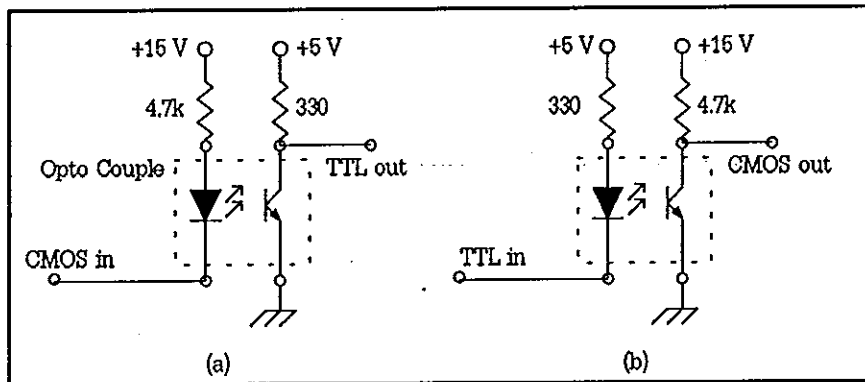 +15 V
+5 V
4.7k
330
Opto Couple
TTL out
CMOS in
(a)
+5 V
+15 V
330
4.7k
CMOS out
TTL in
(b)